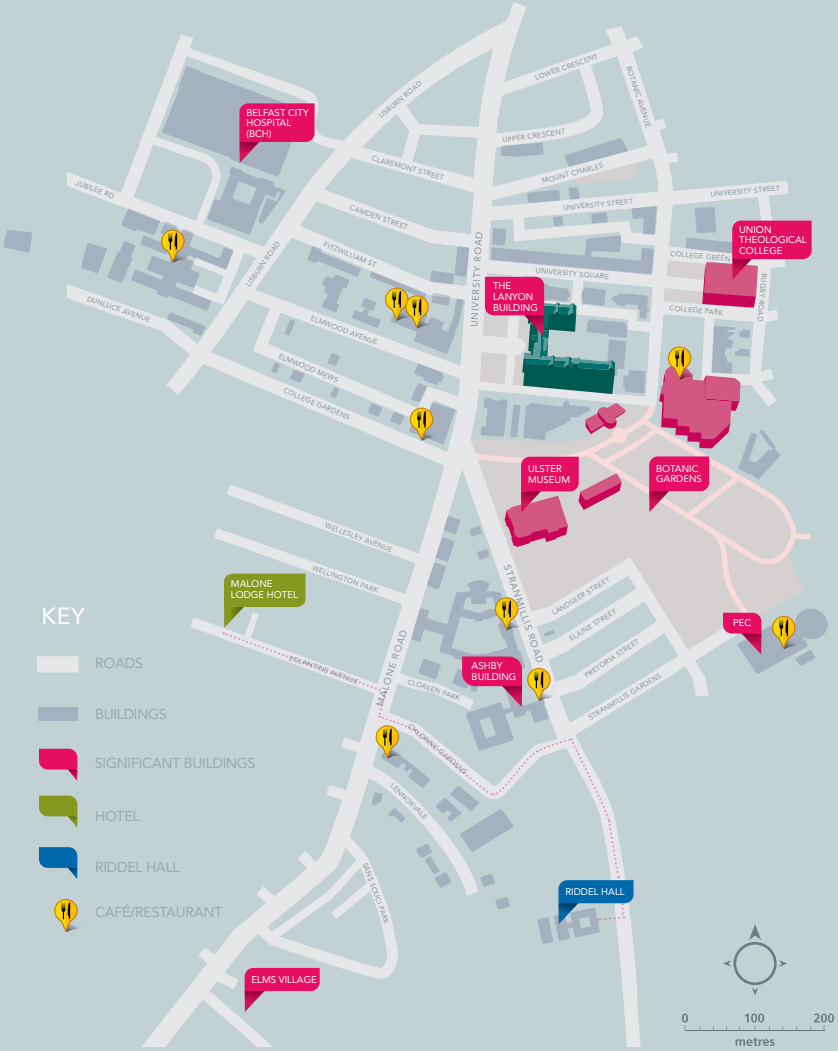 LOWER CRESCENT
BOTANIC AVENUE
LISBURN ROAD
BELFAST CITY
HOSPITAL
(BCH)
UPPER CRESCENT
CLAREMONT STREET
MOUNT CHARLES
JUBILEE RD
UNIVERSITY STREET
UNIVERSITY STREET
CAMDEN STREET
UNION
THEOLOGICAL
COLLEGE
LISBURN ROAD
FITZWILLIAM ST
UNIVERSITY ROAD
COLLEGE GREEN
UNIVERSITY SQUARE
THE
LANYON
BUILDING
RUGBY ROAD
DUNLUCE AVENUE
COLLEGE PARK
ELMWOOD AVENUE
ELMWOOD MEWS
COLLEGE GARDENS
ULSTER
MUSEUM
BOTANIC
GARDENS
WELLESLEY AVENUE
WELLINGTON PARK
STRANMILLIS ROAD
LANDSEER STREET
MALONE
LODGE HOTEL
KEY
ELAINE STREET
PEC
PRETORIA STREET
ROADS
EGLANTINE AVENUE
MALONE ROAD
ASHBY
BUILDING
CLOREEN PARK
STRANMILLIS GARDENS
BUILDINGS
CHLORINE GARDENS
SIGNIFICANT BUILDINGS
LENNOXVALE
HOTEL
RIDDEL HALL
SANS SOUCI PARK
RIDDEL HALL
CAFÉ/RESTAURANT
ELMS VILLAGE
0 100 200
metres